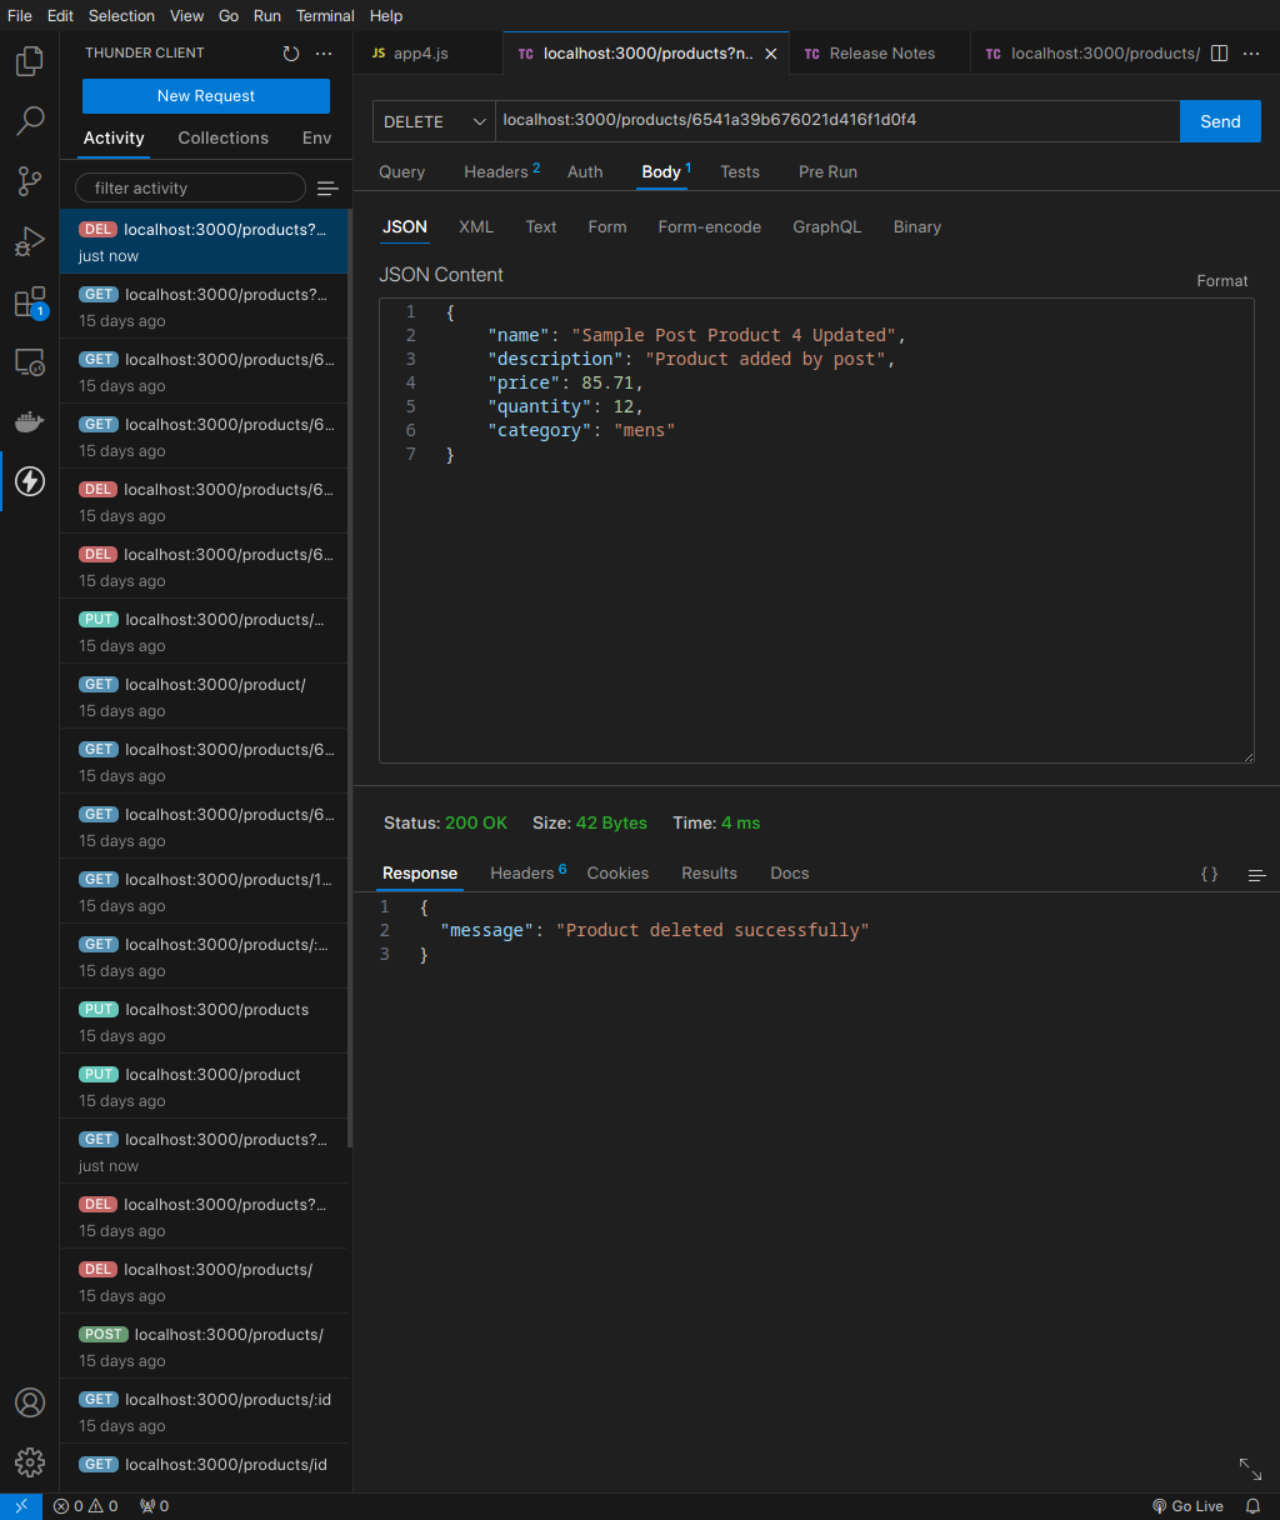 File Edit Selection View Go Run Terminal Help
THUNDER CLIENT
New Request
Activity Collections Env
filter activity
DEL localhost:3000/products?...
just now
GET localhost:3000/products?...
15 days ago
GET localhost:3000/products/6...
15 days ago
GET localhost:3000/products/6...
15 days ago
DEL localhost:3000/products/6...
15 days ago
DEL localhost:3000/products/6...
15 days ago
PUT localhost:3000/products/...
15 days ago
GET localhost:3000/product/
15 days ago
GET localhost:3000/products/6...
15 days ago
GET localhost:3000/products/6...
15 days ago
GET localhost:3000/products/1...
15 days ago
GET localhost:3000/products/:...
15 days ago
PUT localhost:3000/products
15 days ago
PUT localhost:3000/product
15 days ago
GET localhost:3000/products?...
just now
DEL localhost:3000/products?...
15 days ago
DEL localhost:3000/products/
15 days ago
POST localhost:3000/products/
15 days ago
GET localhost:3000/products/:id
15 days ago
GET localhost:3000/products/id
1
JS app4.js TC localhost:3000/products?n.. TC Release Notes TC localhost:3000/products/
DELETE localhost:3000/products/6541a39b676021d416f1d0f4 Send
Query Headers 2 Auth Body 1 Tests Pre Run
JSON XML Text Form Form-encode GraphQL Binary
JSON Content
Format
1 {
2 "name": "Sample Post Product 4 Updated",
3 "description": "Product added by post",
4 "price": 85.71,
5 "quantity": 12,
6 "category": "mens"
7 }
Status: 200 OK Size: 42 Bytes Time: 4 ms
Response Headers 6 Cookies Results Docs {}
1 {
2 "message": "Product deleted successfully"
3 }
0 0 0 Go Live